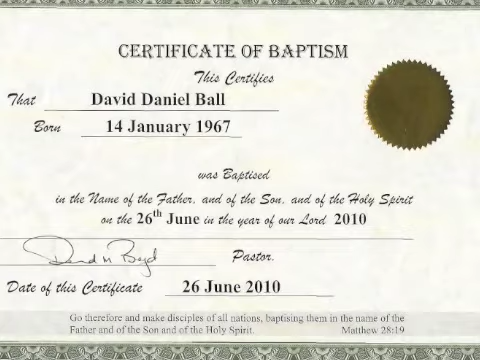 CERTIFICATE OF BAPTISM
This Certifies
That David Daniel Ball
Born 14 January 1967
was Baptised
in the Name of the Father, and of the Son, and of the Holy Spirit
on the 26th June in the year of our Lord 2010
Pastor.
Date of this Certificate 26 June 2010
Go therefore and make disciples of all nations, baptising them in the name of the
Father and of the Son and of the Holy Spirit. Matthew 28:19